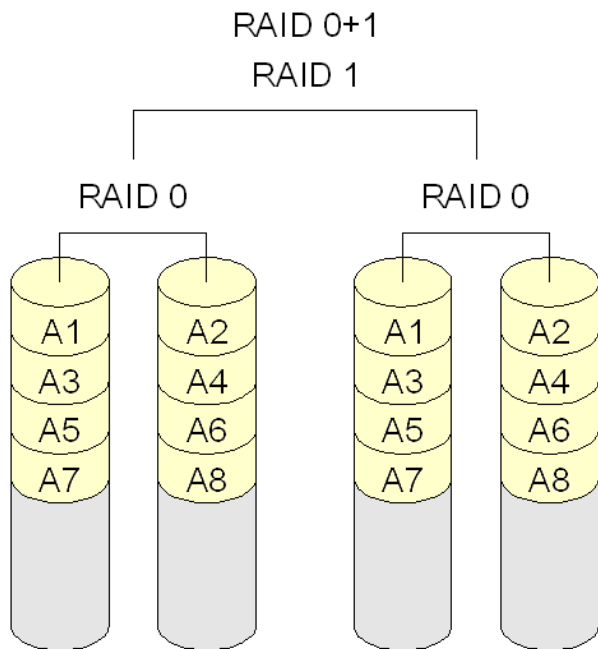 RAID 0+1
RAID 1
RAID 0 RAID 0
A1 A2 A1 A2
A3 A4 A3 A4
A5 A6 A5 A6
A7 A8 A7 A8